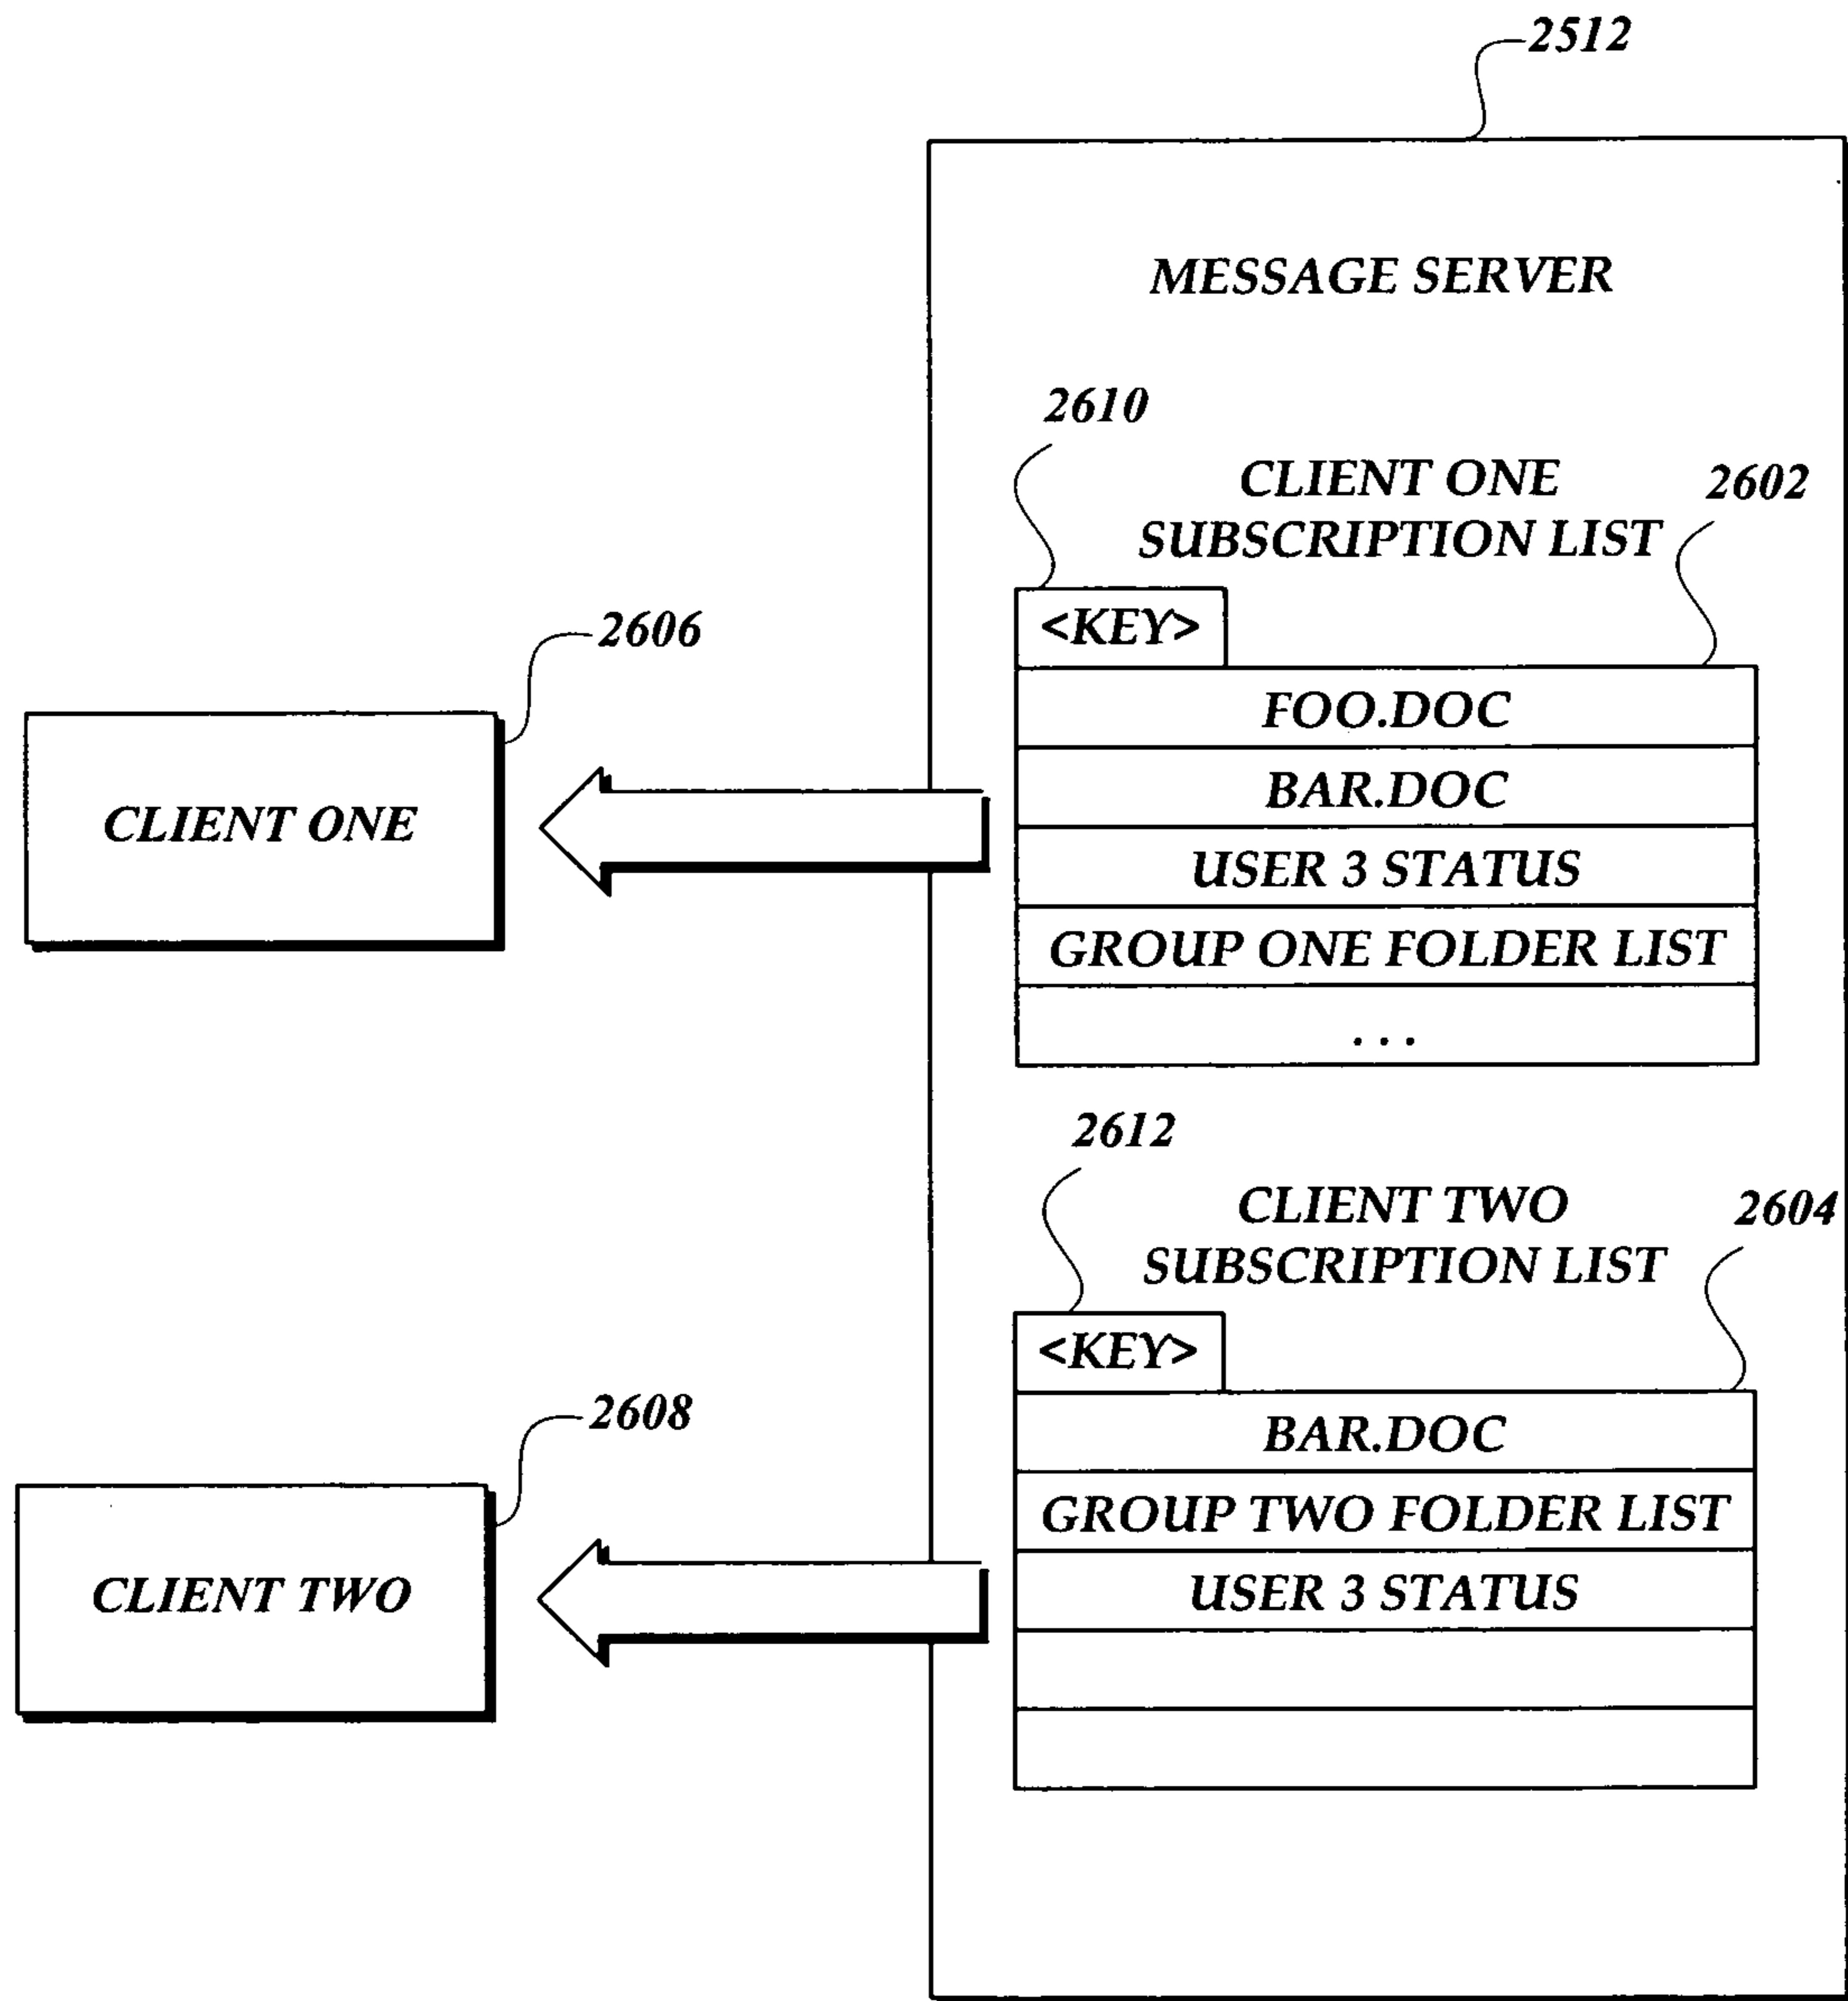 2512
MESSAGE SERVER
2610
CLIENT ONE
SUBSCRIPTION LIST
2602
<KEY>
FOO.DOC
BAR.DOC
USER 3 STATUS
GROUP ONE FOLDER LIST
...
2606
CLIENT ONE
2612
CLIENT TWO
SUBSCRIPTION LIST
2604
<KEY>
BAR.DOC
GROUP TWO FOLDER LIST
USER 3 STATUS
2608
CLIENT TWO